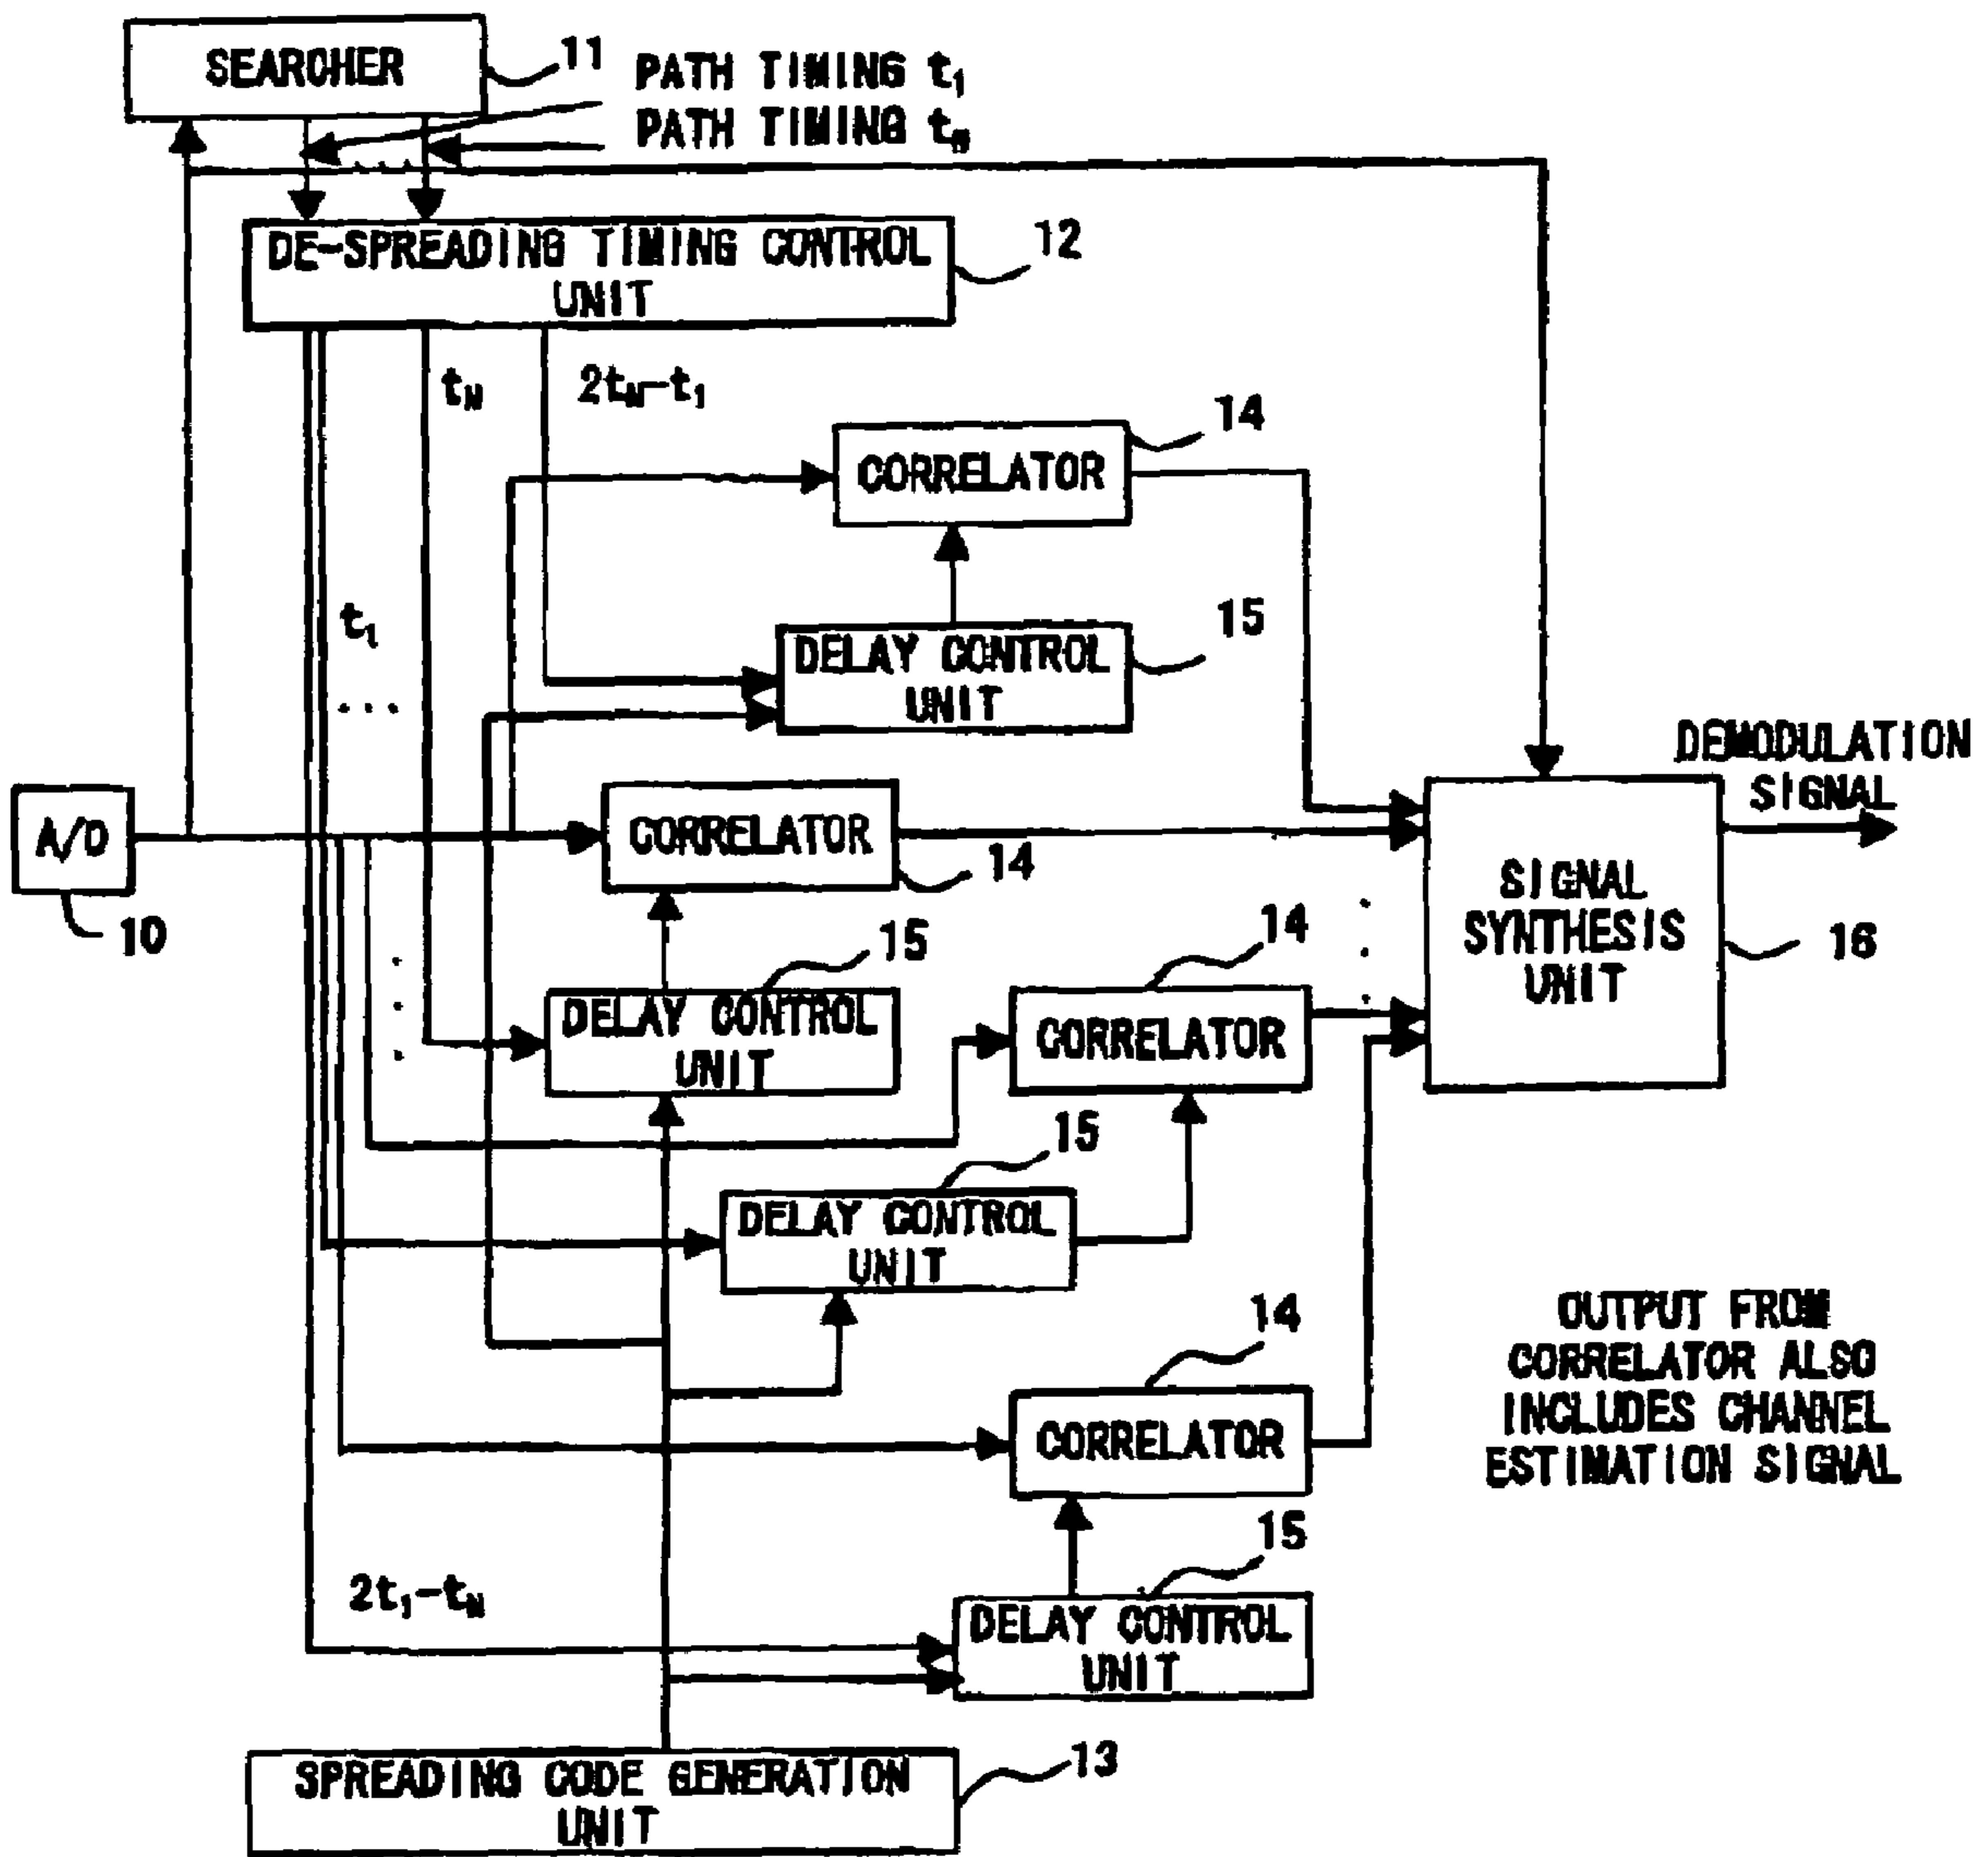 SEARCHER
11
PATH TIMING t1
PATH TIMING tN
DE-SPREADING TIMING CONTROL
UNIT
12
tN
2tN-t1
14
CORRELATOR
t1
...
15
DELAY CONTROL
UNIT
DEMODULATION
SIGNAL
A/D
10
CORRELATOR
14
SIGNAL
SYNTHESIS
UNIT
16
15
DELAY CONTROL
UNIT
14
CORRELATOR
15
DELAY CONTROL
UNIT
14
CORRELATOR
OUTPUT FROM
CORRELATOR ALSO
INCLUDES CHANNEL
ESTIMATION SIGNAL
2t1-tN
15
DELAY CONTROL
UNIT
SPREADING CODE GENERATION
UNIT
13